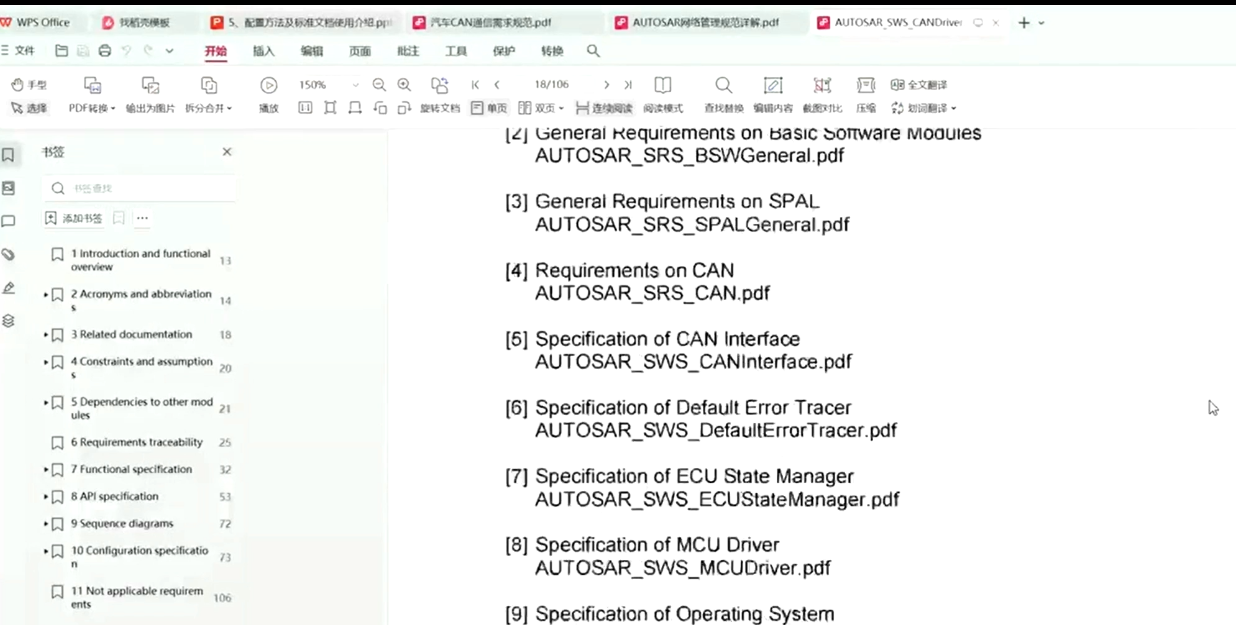 WPS Office
我稻壳模板
5、配置方法及标准文档使用介绍.ppt
汽车CAN通信需求规范.pdf
AUTOSAR网络管理规范详解.pdf
AUTOSAR_SWS_CANDriver
文件
开始
插入
编辑
页面
批注
工具
保护
转换
手型
150%
18/106
全文翻译
选择
PDF转换
输出为图片
拆分合并
播放
旋转文档
单页
双页
连续阅读
阅读模式
查找替换
编辑内容
截图对比
压缩
划词翻译
书签
书签查找
添加书签
1 Introduction and functional
overview
13
2 Acronyms and abbreviation
s
14
3 Related documentation
18
4 Constraints and assumption
s
20
5 Dependencies to other mod
ules
21
6 Requirements traceability
25
7 Functional specification
32
8 API specification
53
9 Sequence diagrams
72
10 Configuration specificatio
n
73
11 Not applicable requirem
ents
106
[2] General Requirements on Basic Software Modules
AUTOSAR_SRS_BSWGeneral.pdf
[3] General Requirements on SPAL
AUTOSAR_SRS_SPALGeneral.pdf
[4] Requirements on CAN
AUTOSAR_SRS_CAN.pdf
[5] Specification of CAN Interface
AUTOSAR_SWS_CANInterface.pdf
[6] Specification of Default Error Tracer
AUTOSAR_SWS_DefaultErrorTracer.pdf
[7] Specification of ECU State Manager
AUTOSAR_SWS_ECUStateManager.pdf
[8] Specification of MCU Driver
AUTOSAR_SWS_MCUDriver.pdf
[9] Specification of Operating System